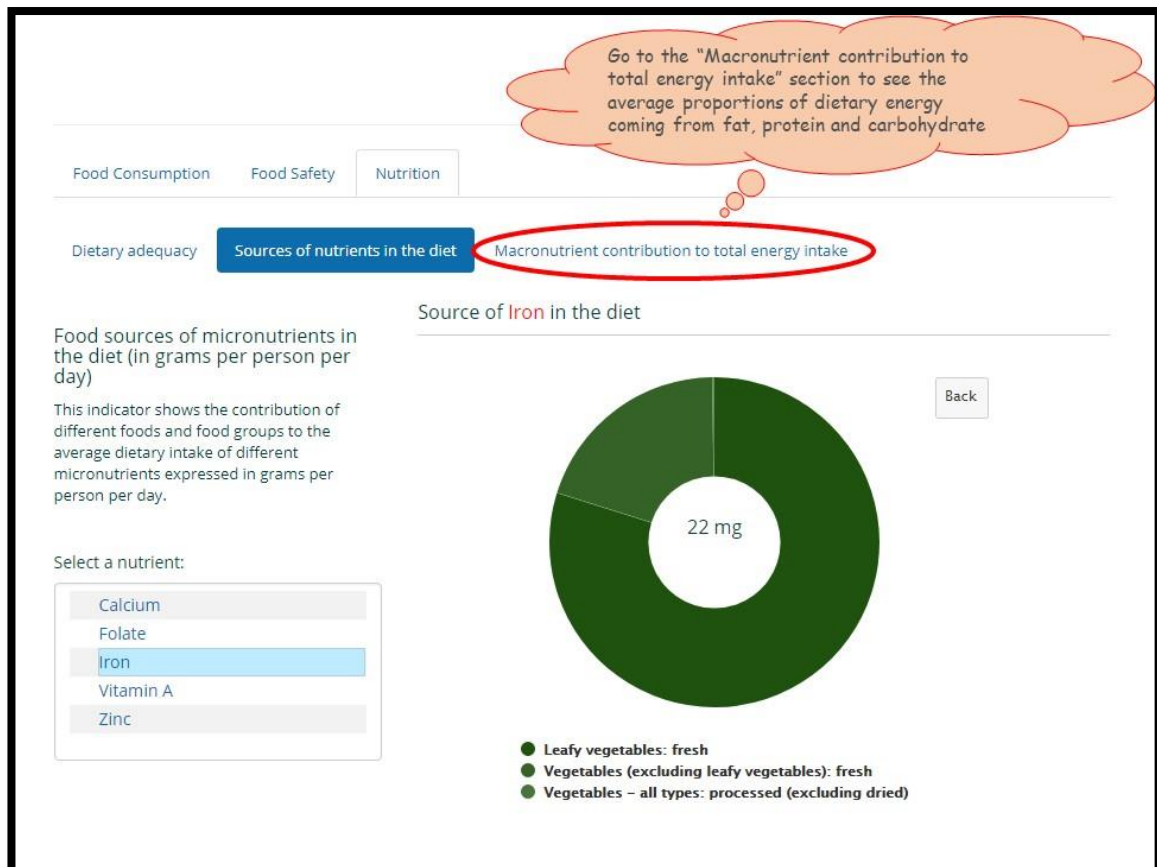 Go to the “Macronutrient contribution to
total energy intake” section to see the
average proportions of dietary energy
coming from fat, protein and carbohydrate
Food Consumption Food Safety Nutrition
Dietary adequacy Sources of nutrients in the diet Macronutrient contribution to total energy intake
Source of Iron in the diet
Food sources of micronutrients in
the diet (in grams per person per
day)
This indicator shows the contribution of
different foods and food groups to the
average dietary intake of different
micronutrients expressed in grams per
person per day.
Select a nutrient:
Calcium
Folate
Iron
Vitamin A
Zinc
Back
22 mg
Leafy vegetables: fresh
Vegetables (excluding leafy vegetables): fresh
Vegetables – all types: processed (excluding dried)